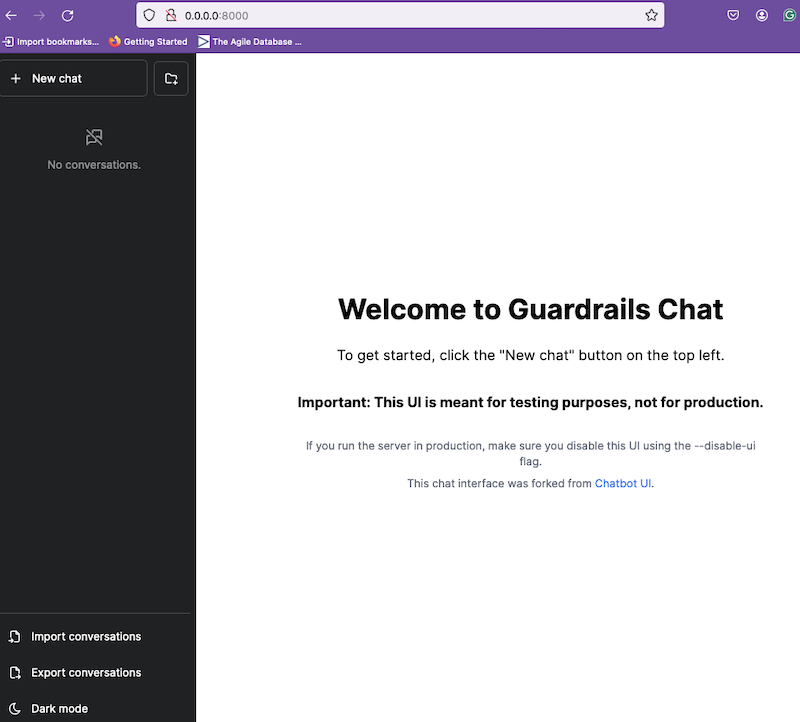 0.0.0.0:8000
Import bookmarks...
Getting Started
The Agile Database ...
New chat
No conversations.
Welcome to Guardrails Chat
To get started, click the "New chat" button on the top left.
Important: This UI is meant for testing purposes, not for production.
If you run the server in production, make sure you disable this UI using the --disable-ui
flag.
This chat interface was forked from Chatbot UI.
Import conversations
Export conversations
Dark mode